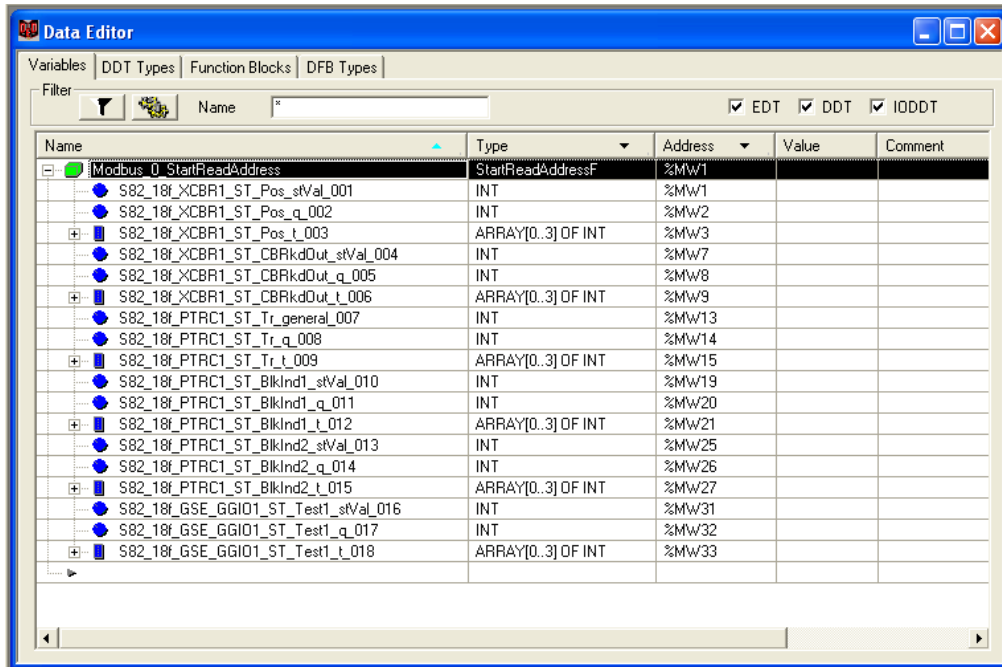 Data Editor
Variables DDT Types Function Blocks DFB Types
Filter
Name * EDT DDT IODDT
Name Type Address Value Comment
Modbus_0_StartReadAddress StartReadAddressF %MW1
S82_18f_XCBR1_ST_Pos_stVal_001 INT %MW1
S82_18f_XCBR1_ST_Pos_q_002 INT %MW2
S82_18f_XCBR1_ST_Pos_t_003 ARRAY[0..3] OF INT %MW3
S82_18f_XCBR1_ST_CBRkdOut_stVal_004 INT %MW7
S82_18f_XCBR1_ST_CBRkdOut_q_005 INT %MW8
S82_18f_XCBR1_ST_CBRkdOut_t_006 ARRAY[0..3] OF INT %MW9
S82_18f_PTRC1_ST_Tr_general_007 INT %MW13
S82_18f_PTRC1_ST_Tr_q_008 INT %MW14
S82_18f_PTRC1_ST_Tr_t_009 ARRAY[0..3] OF INT %MW15
S82_18f_PTRC1_ST_BlkInd1_stVal_010 INT %MW19
S82_18f_PTRC1_ST_BlkInd1_q_011 INT %MW20
S82_18f_PTRC1_ST_BlkInd1_t_012 ARRAY[0..3] OF INT %MW21
S82_18f_PTRC1_ST_BlkInd2_stVal_013 INT %MW25
S82_18f_PTRC1_ST_BlkInd2_q_014 INT %MW26
S82_18f_PTRC1_ST_BlkInd2_t_015 ARRAY[0..3] OF INT %MW27
S82_18f_GSE_GGIO1_ST_Test1_stVal_016 INT %MW31
S82_18f_GSE_GGIO1_ST_Test1_q_017 INT %MW32
S82_18f_GSE_GGIO1_ST_Test1_t_018 ARRAY[0..3] OF INT %MW33